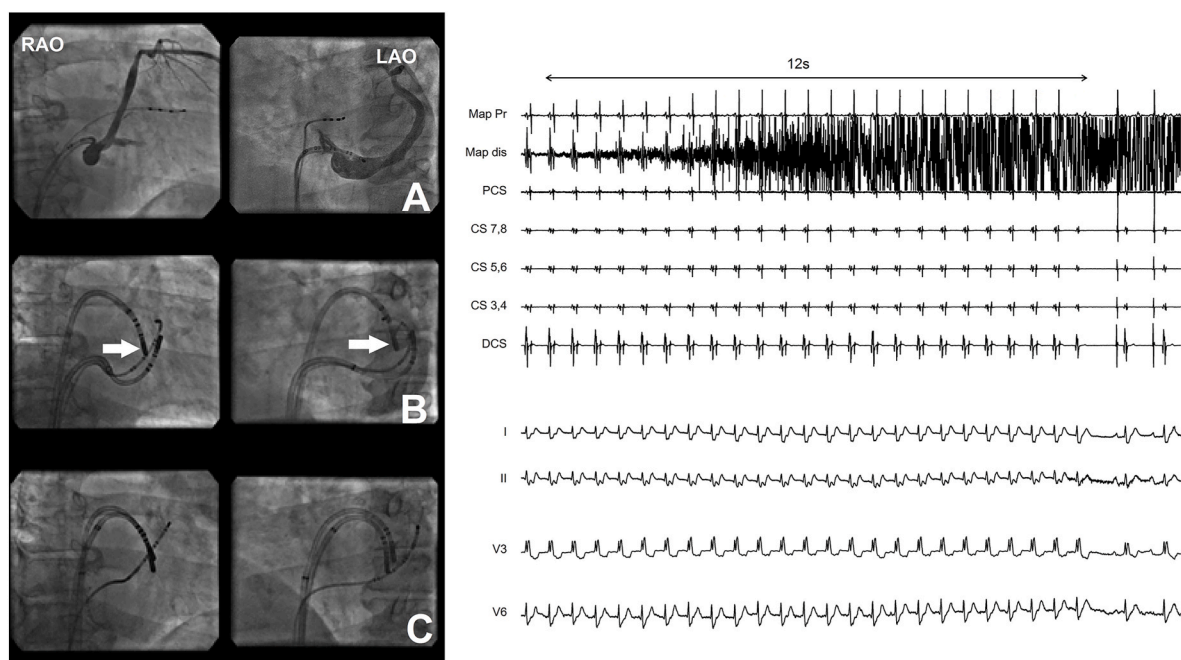 RAO
LAO
A
B
C
12s
Map Pr
Map dis
PCS
CS 7,8
CS 5,6
CS 3,4
DCS
I
II
V3
V6